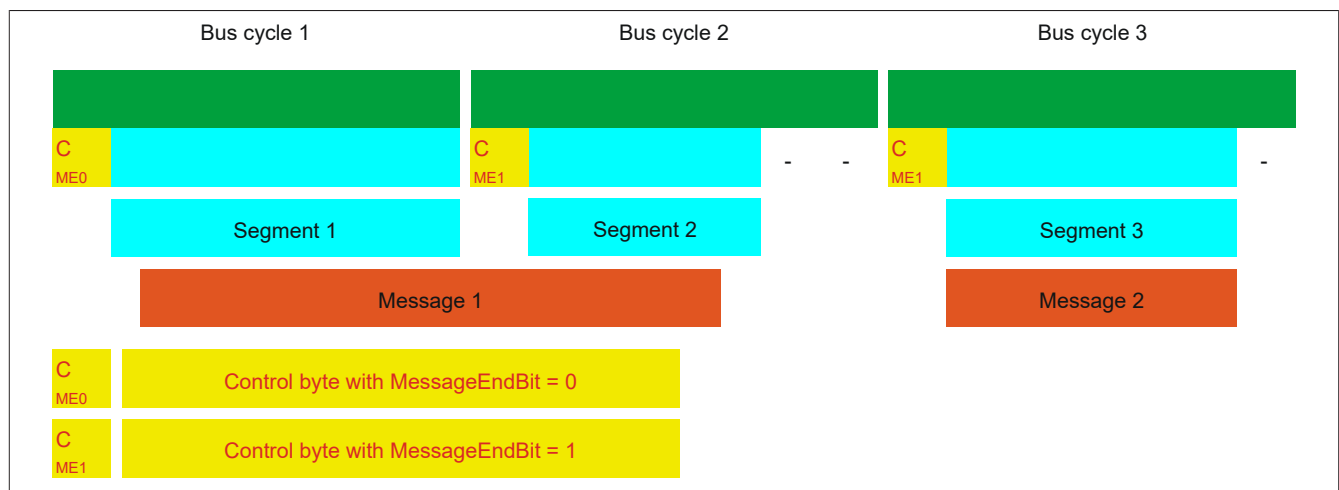 Bus cycle 1 Bus cycle 2 Bus cycle 3
C C - - C -
ME0 ME1 ME1
Segment 1 Segment 2 Segment 3
Message 1 Message 2
C Control byte with MessageEndBit = 0
ME0
C Control byte with MessageEndBit = 1
ME1